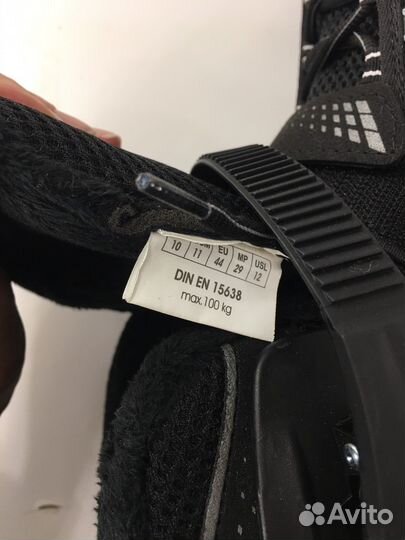 EU MP USL
10 11 44 29 12
DIN EN 15638
max.100 kg
Avito